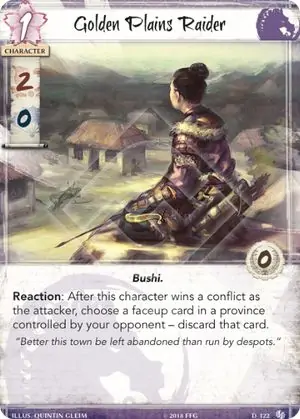 1
Golden Plains Raider
CHARACTER
2
0
0
Bushi.
Reaction: After this character wins a conflict as
the attacker, choose a faceup card in a province
controlled by your opponent – discard that card.
“Better this town be left abandoned than run by despots.”
ILLUS. QUINTIN GLEIM © 2018 FFG D 122